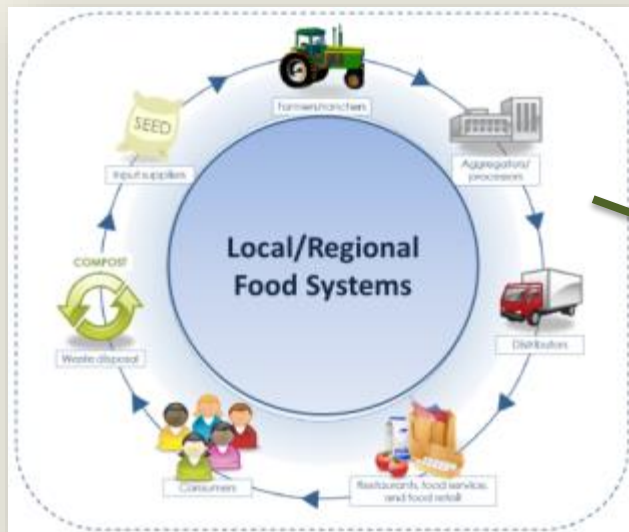 Farmers/ranchers
SEED
Input suppliers
Aggregators/
processors
Local/Regional
Food Systems
COMPOST
Waste disposal
Distributors
Consumers
Restaurants, food service,
and food retail